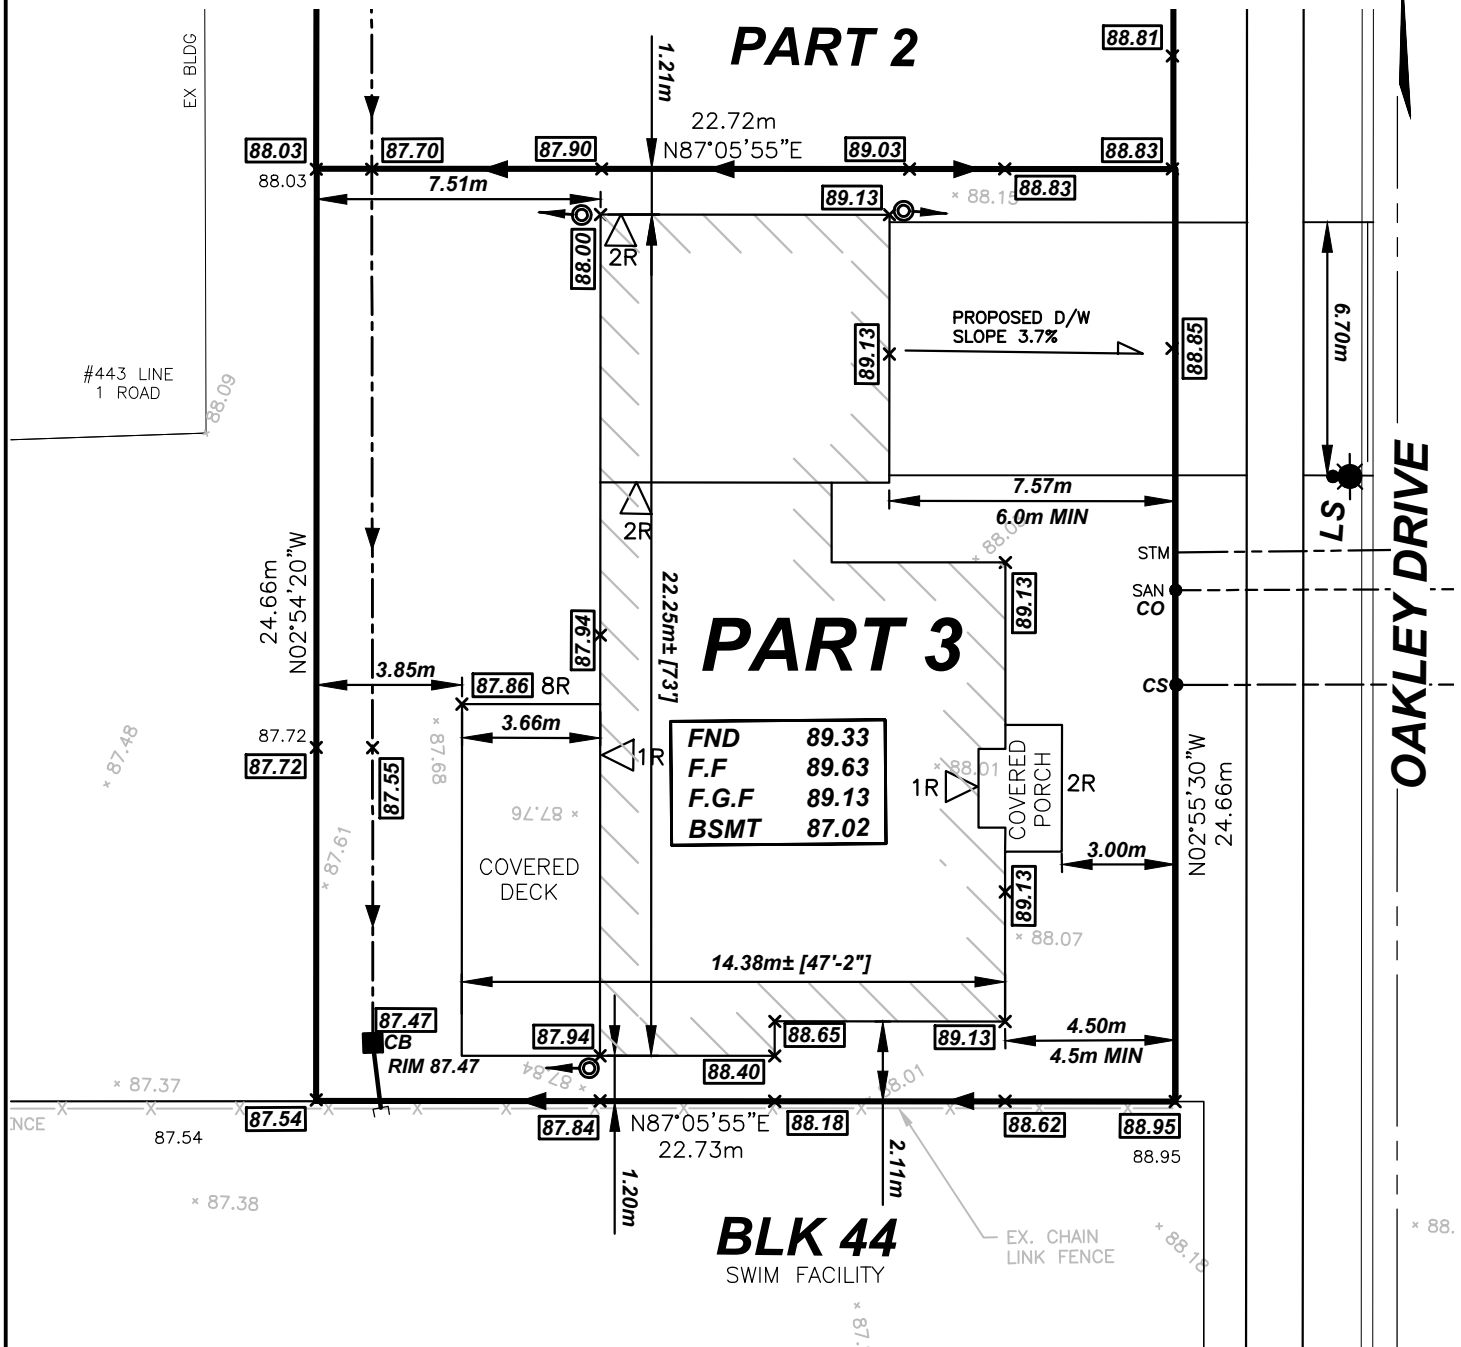 EX BLDG
1.21m
PART 2
88.81
22.72m
N87°05'55"E
88.03
87.70
87.90
89.03
88.83
88.03
7.51m
88.83
× 88.15
89.13
88.00
2R
PROPOSED D/W
SLOPE 3.7%
89.13
88.85
6.70m
#443 LINE
1 ROAD
× 88.09
7.57m
6.0m MIN
2R
LS
OAKLEY DRIVE
STM
SAN
CO
CS
24.66m
N02°54'20"W
87.94
22.25m± [73']
PART 3
89.13
3.85m
87.86 8R
3.66m
1R
87.72
87.72
× 87.48
× 87.68
87.55
FND 89.33
F.F 89.63
F.G.F 89.13
BSMT 87.02
× 88.01
1R
COVERED
PORCH
2R
N02°55'30"W
24.66m
3.00m
× 87.76
× 87.61
COVERED
DECK
89.13
× 88.07
14.38m± [47'-2"]
87.47
CB
RIM 87.47
87.94
88.65
89.13
4.50m
4.5m MIN
88.40
× 87.84
88.01
× 87.37
NCE
87.54
87.54
87.84
N87°05'55"E
22.73m
88.18
88.62
88.95
88.95
1.20m
2.11m
× 87.38
BLK 44
SWIM FACILITY
EX. CHAIN
LINK FENCE
× 88.18
× 88.
× 87.